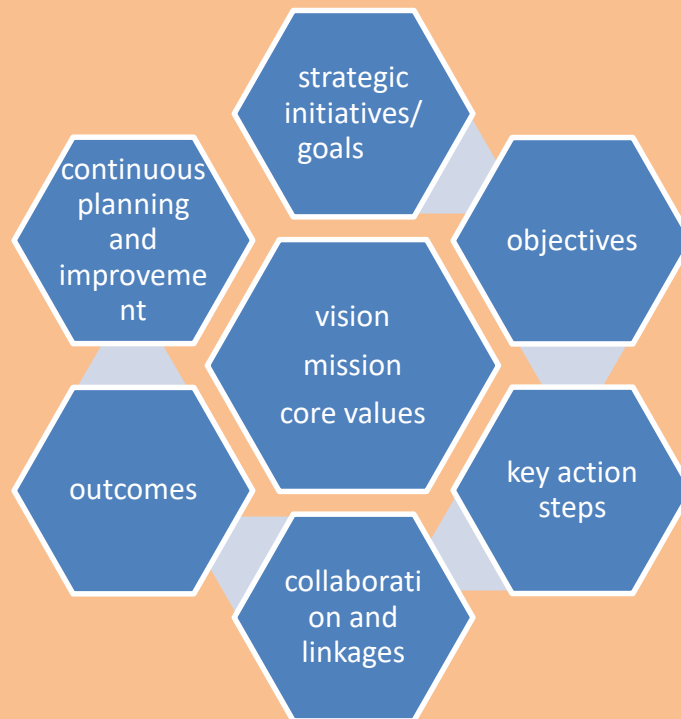 strategic
initiatives/
goals
continuous
planning
and
improveme
nt
objectives
vision
mission
core values
outcomes
key action
steps
collaborati
on and
linkages